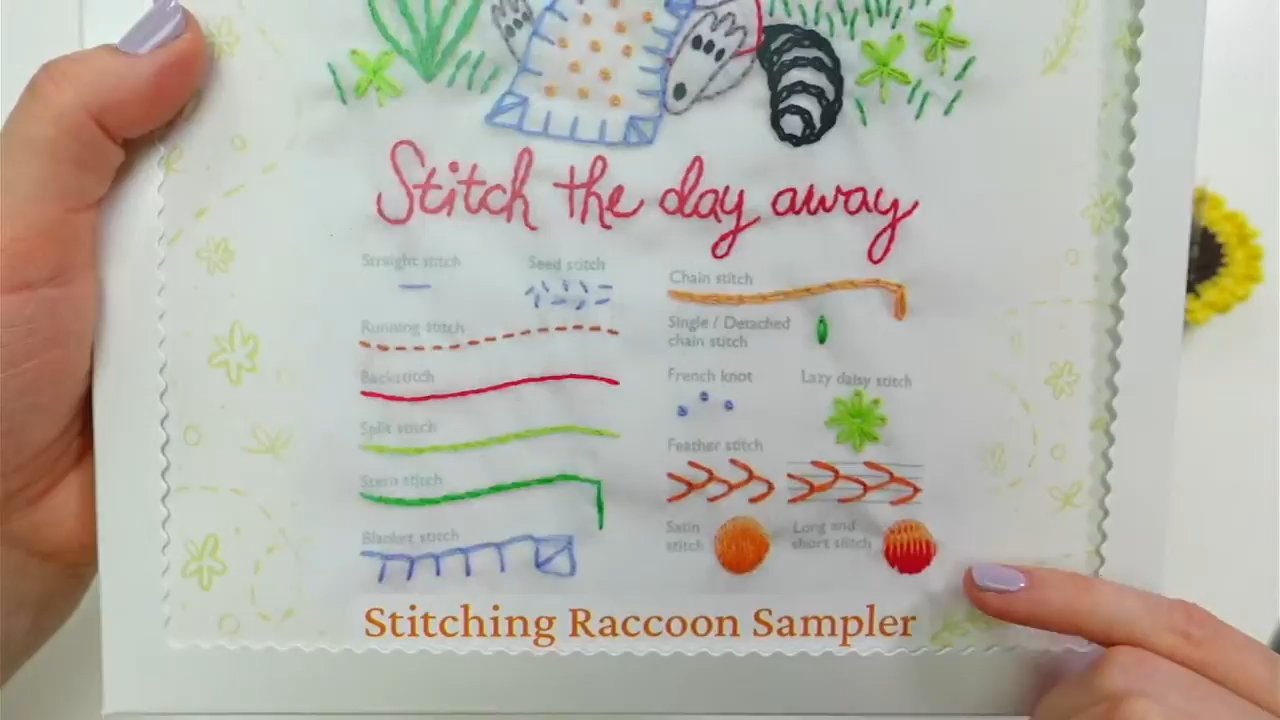 Stitch the day away
Straight stitch
Seed stitch
Running stitch
Backstitch
Split stitch
Stem stitch
Blanket stitch
Chain stitch
Single / Detached
chain stitch
French knot
Lazy daisy stitch
Feather stitch
Satin
stitch
Long and
short stitch
Stitching Raccoon Sampler